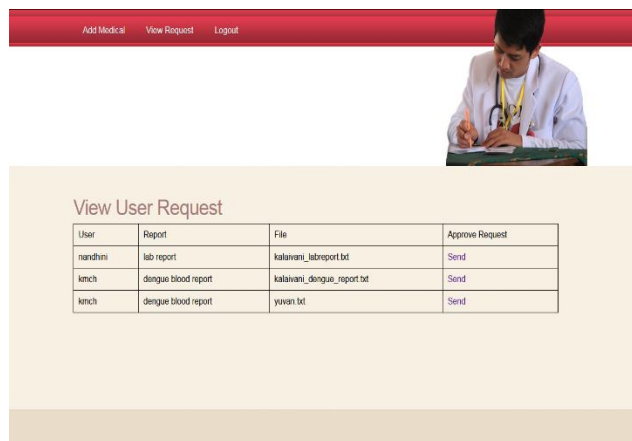 Add Medical View Request Logout
View User Request
User Report File Approve Request
nandhini lab report kalaivani_labreport.txt Send
kmch dengue blood report kalaivani_dengue_report.txt Send
kmch dengue blood report yuvan.txt Send